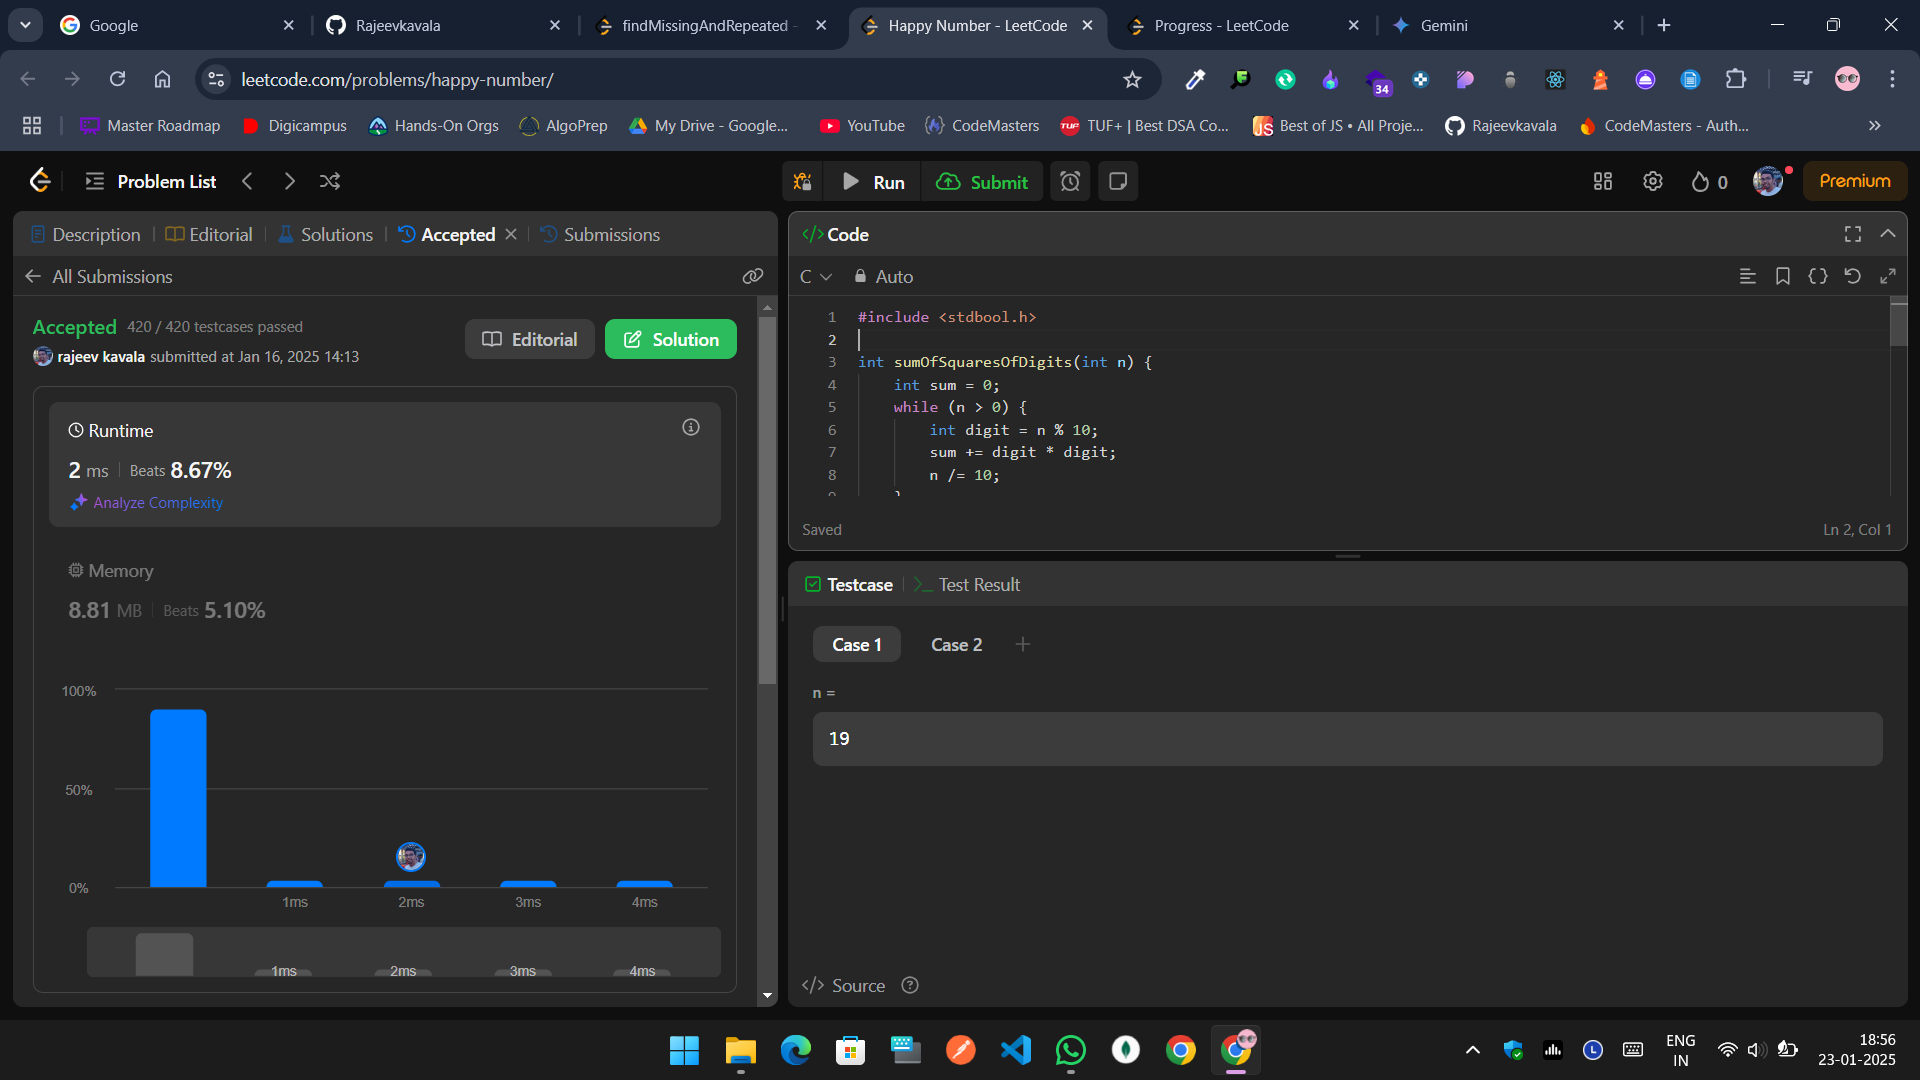 Google
Rajeevkavala
findMissingAndRepeated -
Happy Number - LeetCode
Progress - LeetCode
Gemini
leetcode.com/problems/happy-number/
34
Master Roadmap
Digicampus
Hands-On Orgs
AlgoPrep
My Drive - Google...
YouTube
CodeMasters
TUF+ | Best DSA Co...
Best of JS • All Proje...
Rajeevkavala
CodeMasters - Auth...
Problem List
Run
Submit
0
Premium
Description
Editorial
Solutions
Accepted
Submissions
All Submissions
Accepted 420 / 420 testcases passed
rajeev kavala submitted at Jan 16, 2025 14:13
Editorial
Solution
Runtime
2 ms
Beats 8.67%
Analyze Complexity
Memory
8.81 MB
Beats 5.10%
100%
50%
0%
1ms
2ms
3ms
4ms
1ms
2ms
3ms
4ms
</> Code
C
Auto
1 #include <stdbool.h>
2
3 int sumOfSquaresOfDigits(int n) {
4 int sum = 0;
5 while (n > 0) {
6 int digit = n % 10;
7 sum += digit * digit;
8 n /= 10;
Saved
Ln 2, Col 1
Testcase
Test Result
Case 1
Case 2
n =
19
</> Source
ENG
IN
18:56
23-01-2025